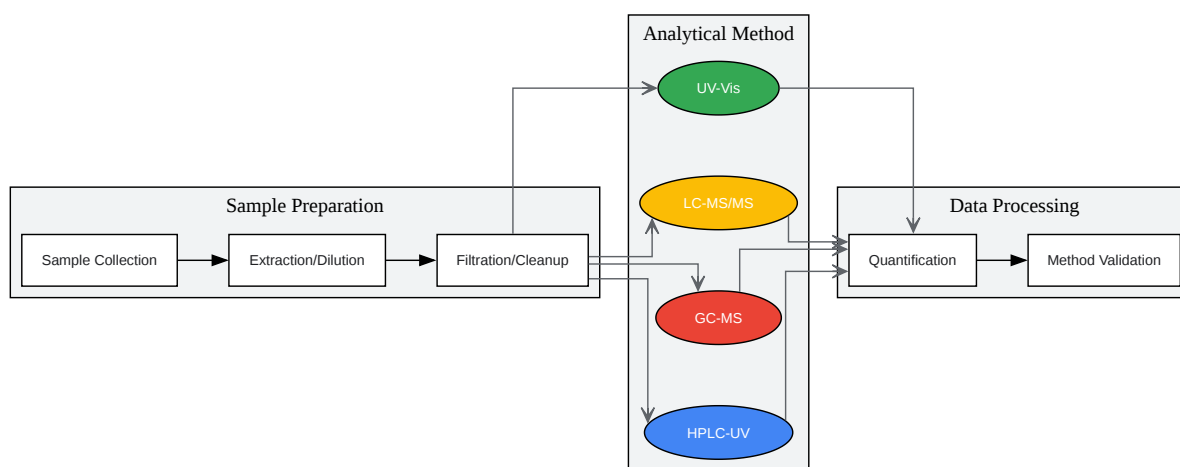 Analytical Method
UV-Vis
LC-MS/MS
GC-MS
HPLC-UV
Sample Preparation
Sample Collection
Extraction/Dilution
Filtration/Cleanup
Data Processing
Quantification
Method Validation